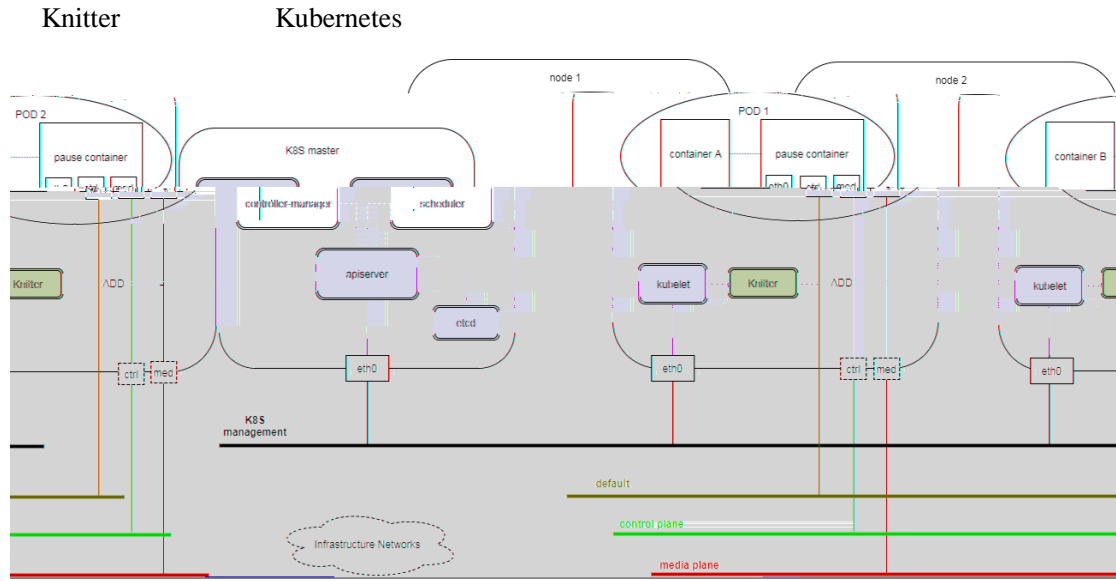 Knitter Kubernetes
node 1
node 2
POD 2
POD 1
pause container
K8S master
container A
pause container
container B
eth0
ctrl
med
controller-manager
scheduler
apiserver
Knitter
ADD
kubelet
Knitter
ADD
kubelet
etcd
ctrl
med
eth0
eth0
ctrl
med
eth0
K8S
management
default
control plane
Infrastructure Networks
media plane